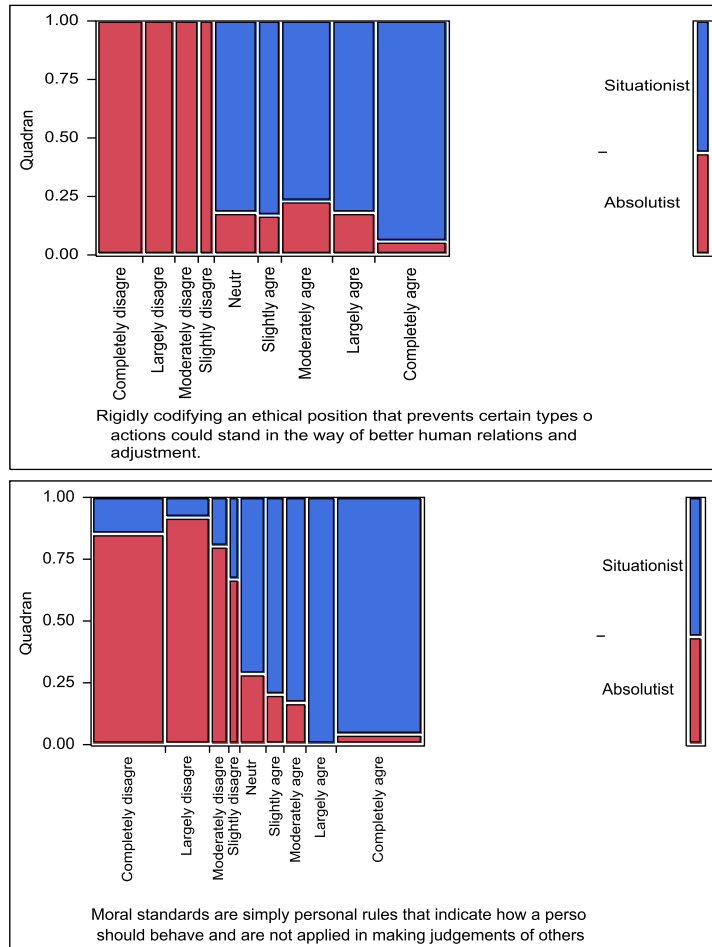 1.00
0.75
0.50
0.25
0.00
Quadran
Completely disagre
Largely disagre
Moderately disagre
Slightly disagre
Neutr
Slightly agre
Moderately agre
Largely agre
Completely agre
Situationist
Absolutist
Rigidly codifying an ethical position that prevents certain types o
actions could stand in the way of better human relations and
adjustment.
1.00
0.75
0.50
0.25
0.00
Quadran
Completely disagre
Largely disagre
Moderately disagre
Slightly disagre
Neutr
Slightly agre
Moderately agre
Largely agre
Completely agre
Situationist
Absolutist
Moral standards are simply personal rules that indicate how a perso
should behave and are not applied in making judgements of others